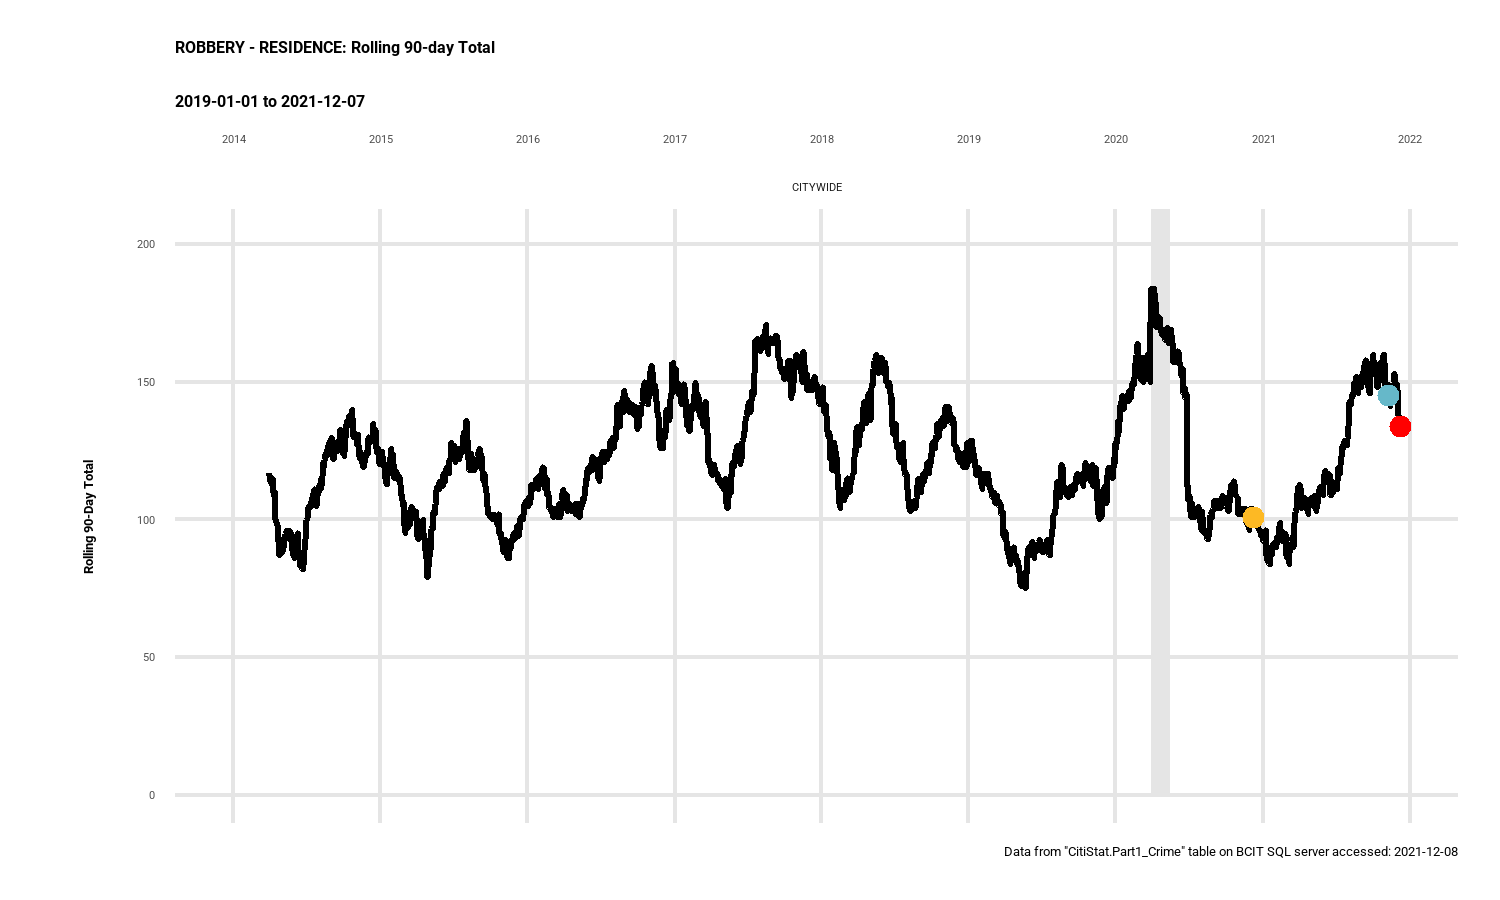 ROBBERY - RESIDENCE: Rolling 90-day Total
2019-01-01 to 2021-12-07
2014 2015 2016 2017 2018 2019 2020 2021 2022
CITYWIDE
200
150
100
50
0
Rolling 90-Day Total
Data from "CitiStat.Part1_Crime" table on BCIT SQL server accessed: 2021-12-08